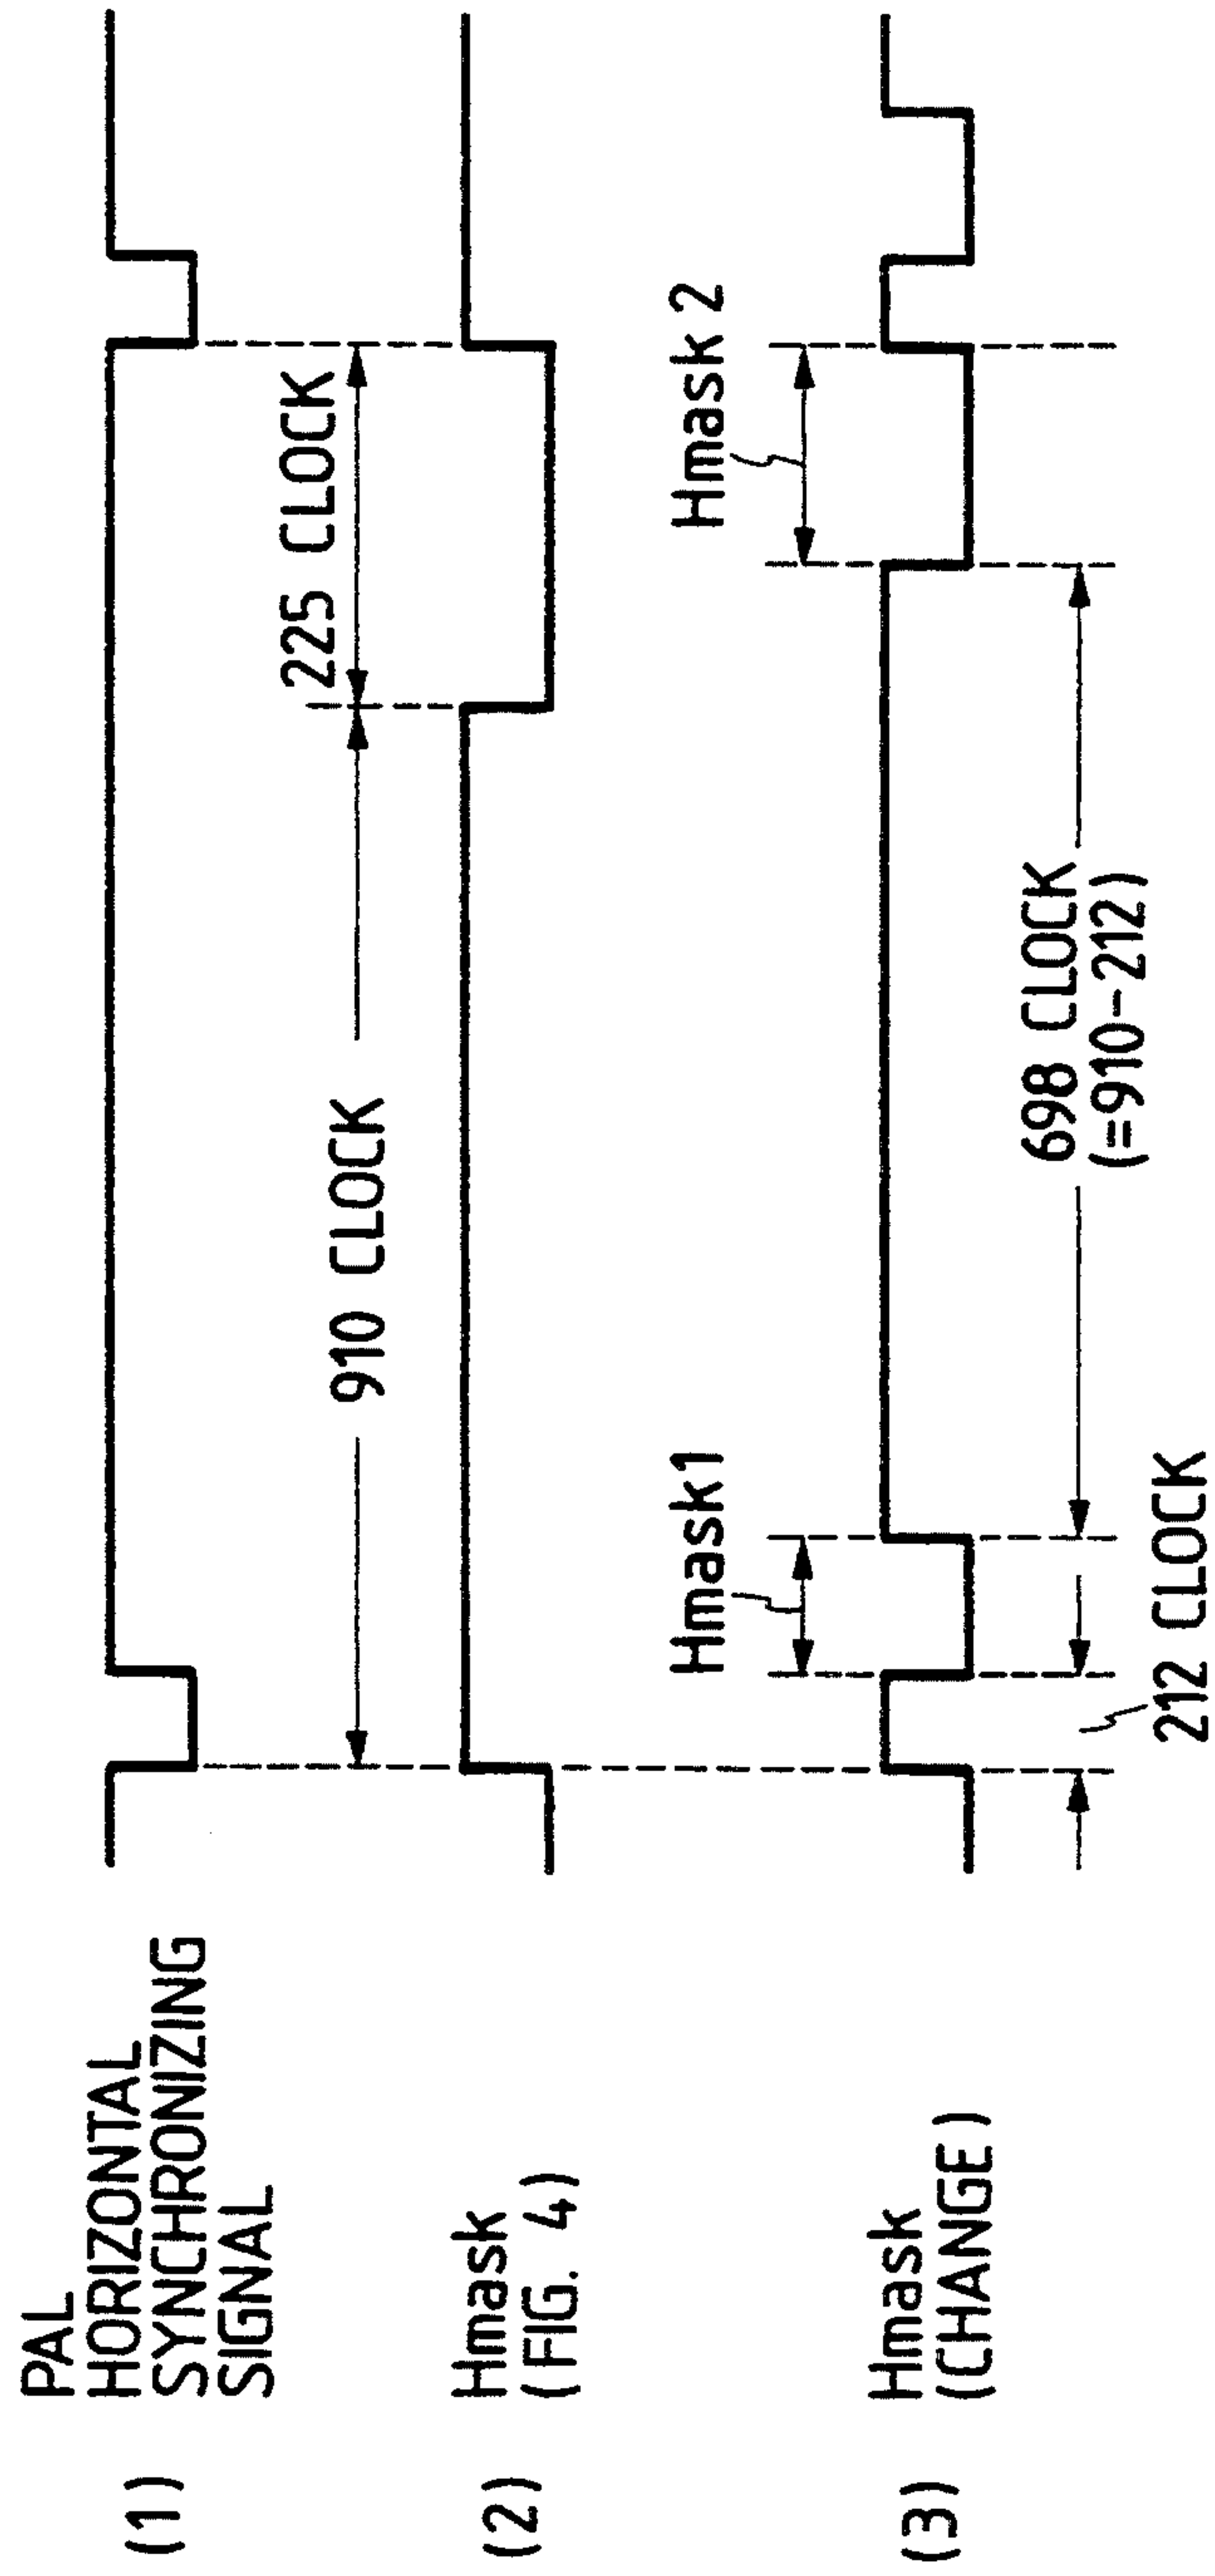 (1) PAL
HORIZONTAL
SYNCHRONIZING
SIGNAL
225 CLOCK
910 CLOCK
(2) Hmask
(FIG. 4)
Hmask1
Hmask 2
(3) Hmask
(CHANGE)
698 CLOCK
(=910-212)
212 CLOCK